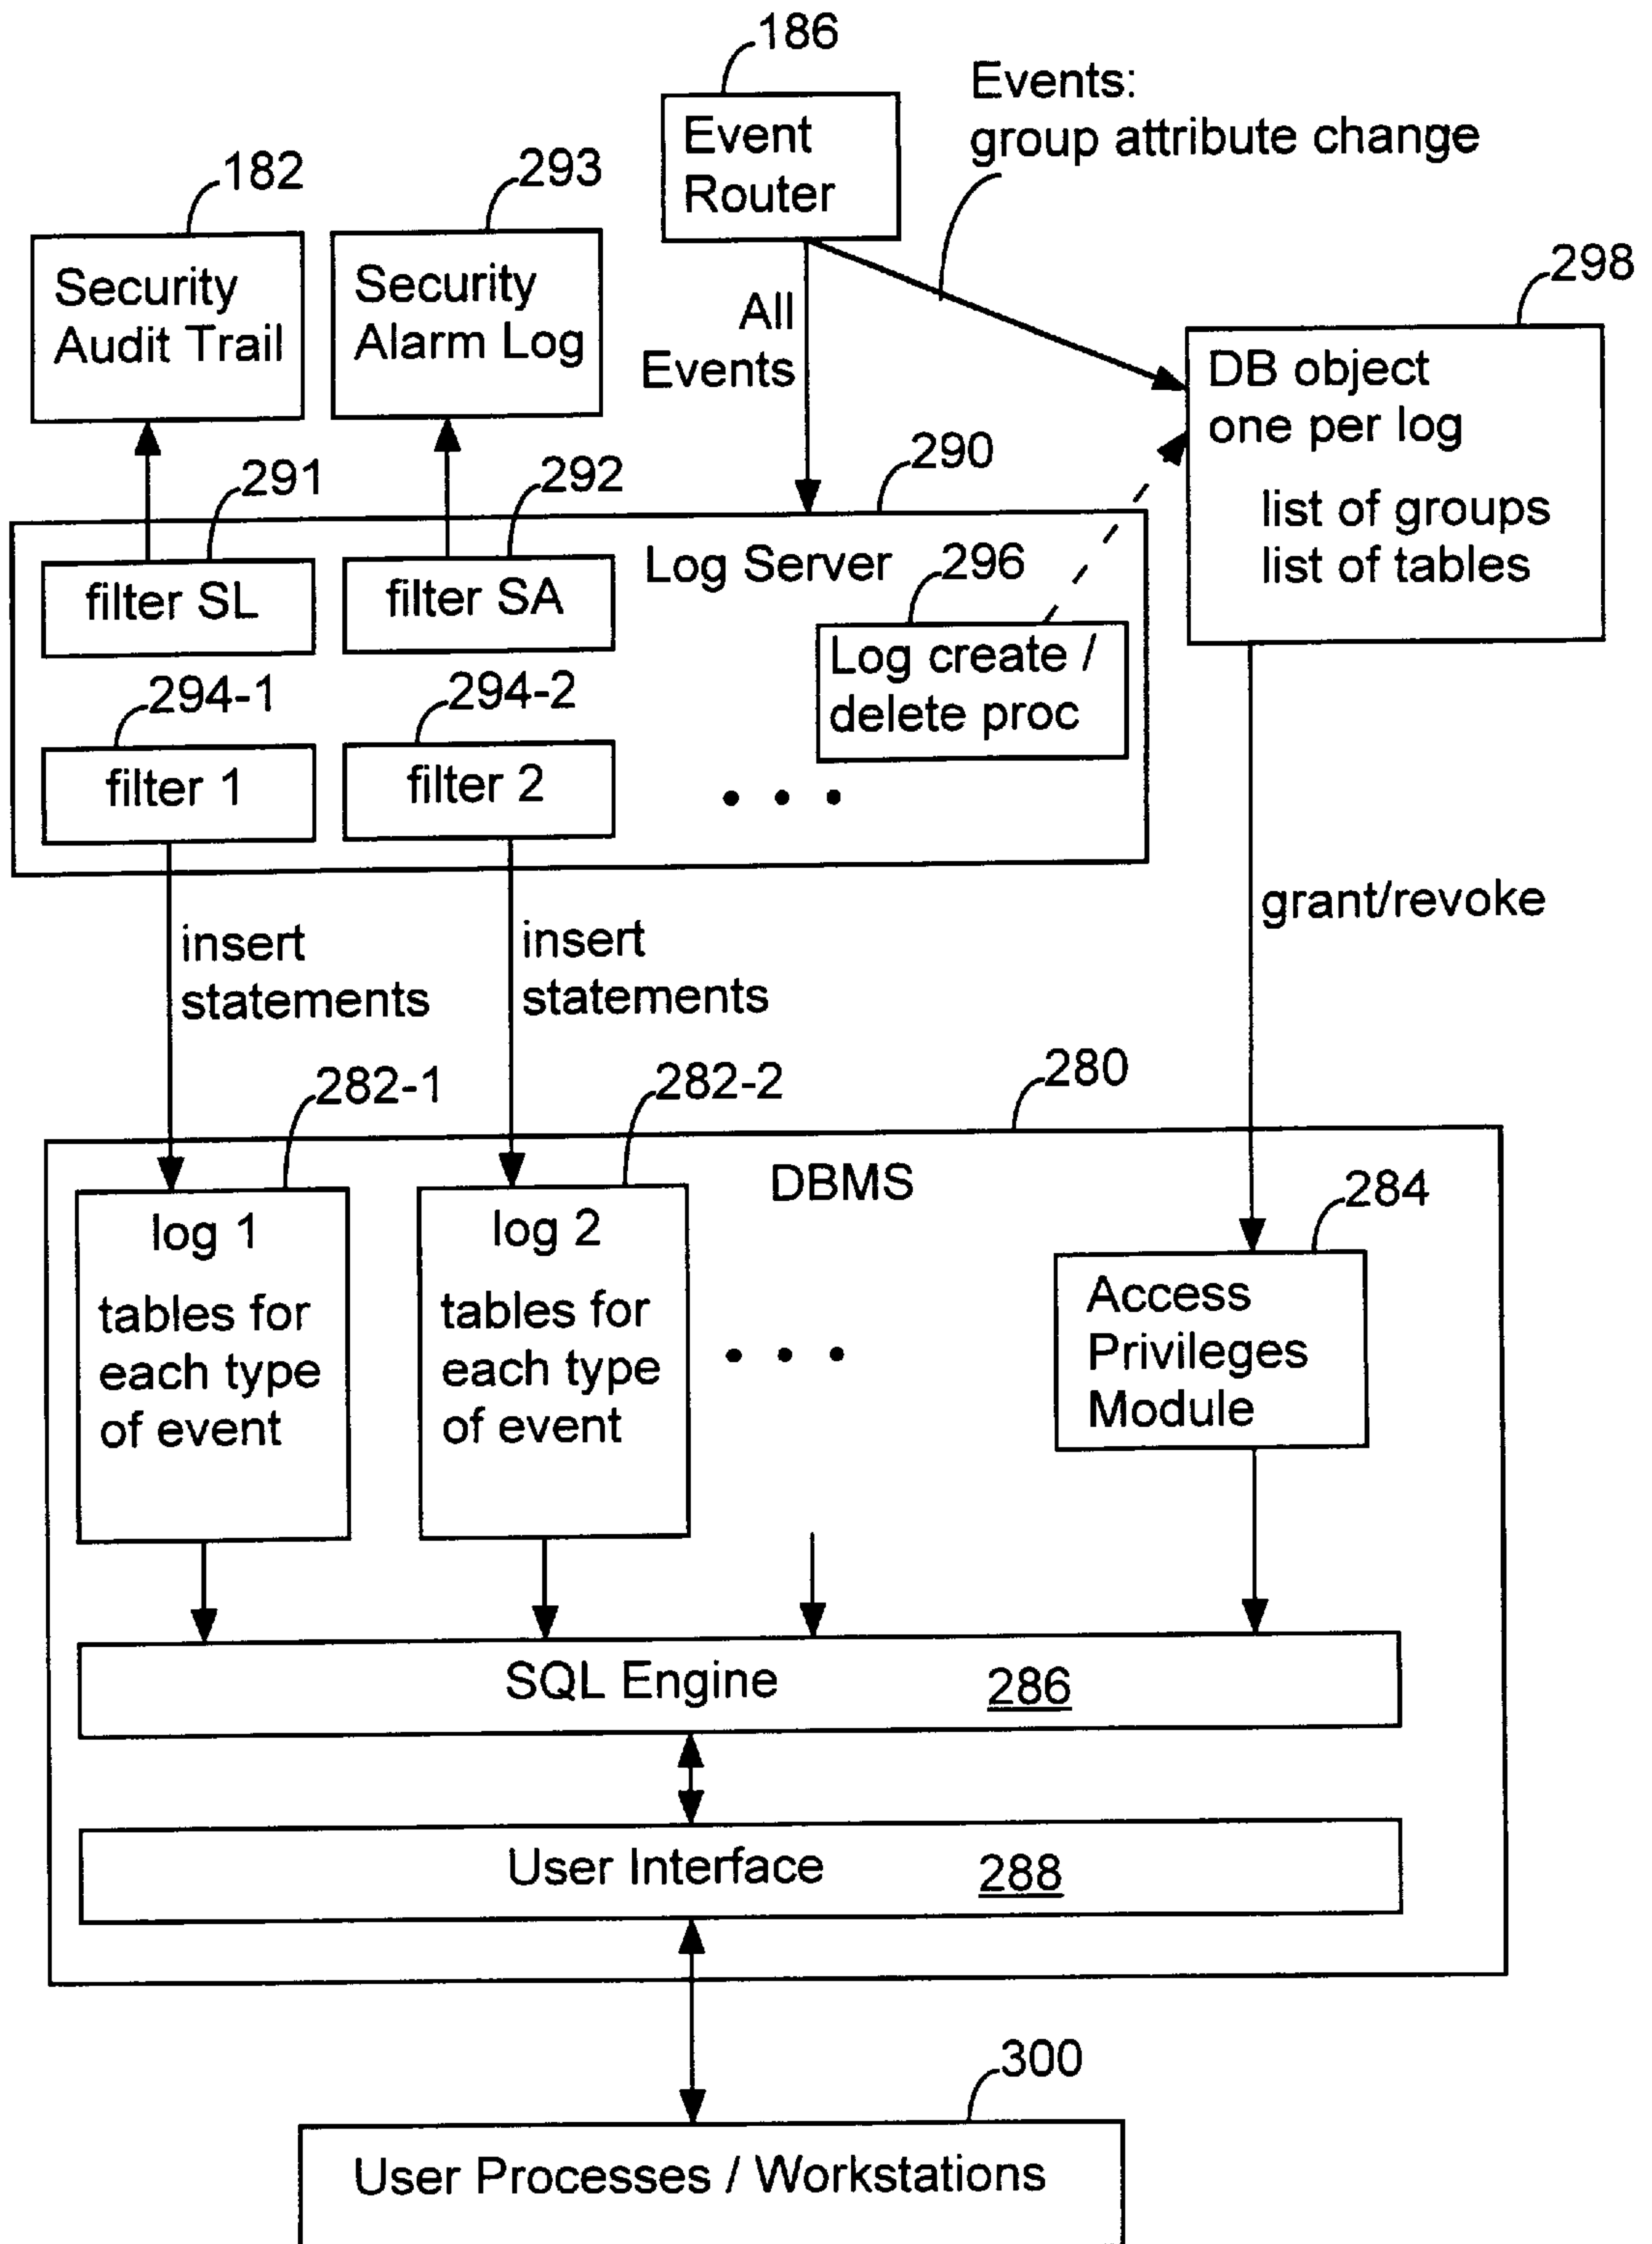 186
Events:
group attribute change
Event
Router
182
293
298
Security
Audit Trail
Security
Alarm Log
All
Events
DB object
one per log
list of groups
list of tables
291
292
290
Log Server
296
filter SL
filter SA
Log create /
delete proc
294-1
294-2
filter 1
filter 2
• • •
grant/revoke
insert
statements
insert
statements
282-1
282-2
280
DBMS
284
log 1
tables for
each type
of event
log 2
tables for
each type
of event
• • •
Access
Privileges
Module
SQL Engine 286
User Interface 288
300
User Processes / Workstations